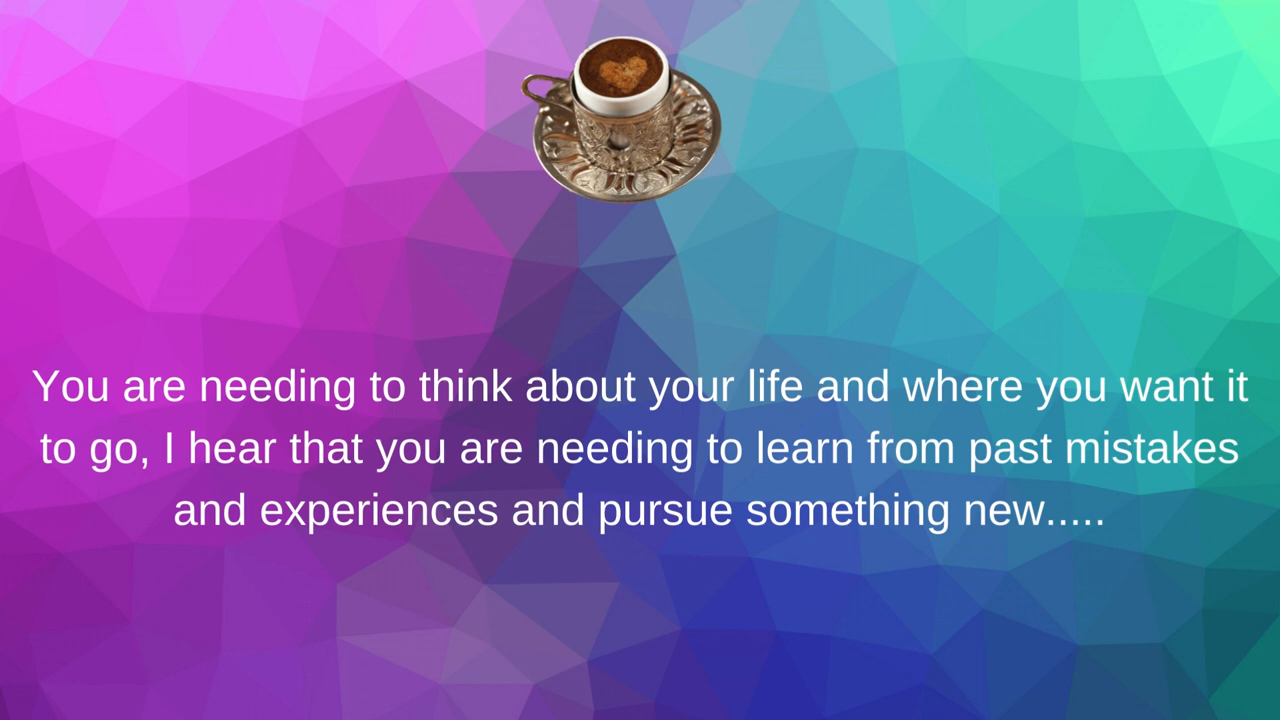 You are needing to think about your life and where you want it
to go, I hear that you are needing to learn from past mistakes
and experiences and pursue something new.....